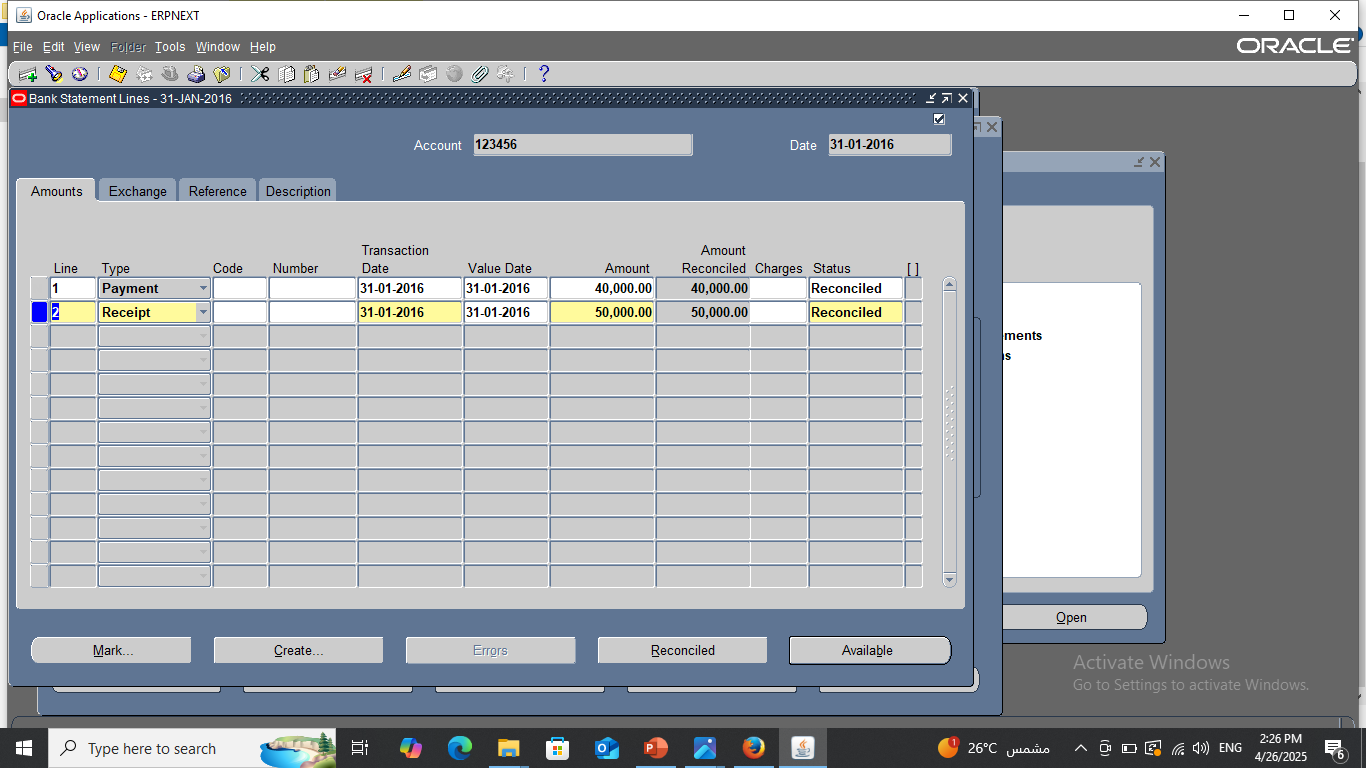 Oracle Applications - ERPNEXT
File Edit View Folder Tools Window Help
ORACLE
Bank Statement Lines - 31-JAN-2016
Account 123456 Date 31-01-2016
Amounts Exchange Reference Description
Transaction Amount
Line Type Code Number Date Value Date Amount Reconciled Charges Status [ ]
1 Payment 31-01-2016 31-01-2016 40,000.00 40,000.00 Reconciled
2 Receipt 31-01-2016 31-01-2016 50,000.00 50,000.00 Reconciled
ments
Mark... Create... Errors Reconciled Available
Open
Activate Windows
Go to Settings to activate Windows.
Type here to search
1 26°C مشمس ENG 2:26 PM
4/26/2025 6